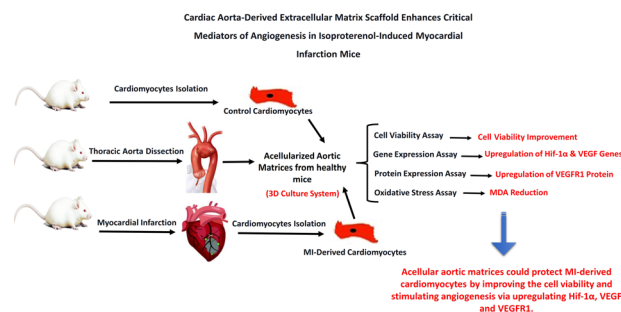 Cardiac Aorta-Derived Extracellular Matrix Scaffold Enhances Critical
Mediators of Angiogenesis in Isoproterenol-Induced Myocardial
Infarction Mice
Cardiomyocytes Isolation
Control Cardiomyocytes
Thoracic Aorta Dissection
Acellularized Aortic
Matrices from healthy
mice
(3D Culture System)
Myocardial Infarction
Cardiomyocytes Isolation
MI-Derived Cardiomyocytes
Cell Viability Assay
Cell Viability Improvement
Gene Expression Assay
Upregulation of Hif-1α & VEGF Genes
Protein Expression Assay
Upregulation of VEGFR1 Protein
Oxidative Stress Assay
MDA Reduction
Acellular aortic matrices could protect MI-derived
cardiomyocytes by improving the cell viability and
stimulating angiogenesis via upregulating Hif-1α, VEGF
and VEGFR1.